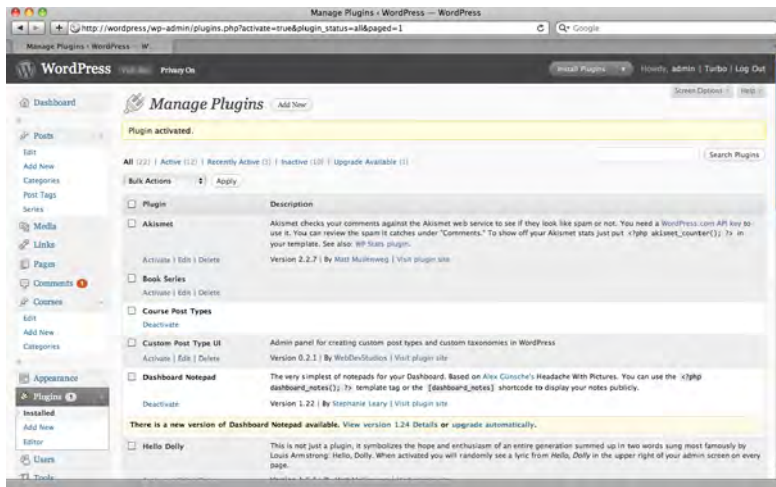 Manage Plugins ‹ WordPress — WordPress
http://wordpress/wp-admin/plugins.php?activate=true&plugin_status=all&paged=1
Google
Manage Plugins ‹ WordPress — W...
WordPress
Privacy On
Install Plugins
Howdy, admin | Turbo | Log Out
Screen Options
Help
Dashboard
Posts
Edit
Add New
Categories
Post Tags
Series
Media
Links
Pages
Comments 1
Courses
Edit
Add New
Categories
Appearance
Plugins 1
Installed
Add New
Editor
Users
Tools
Manage Plugins Add New
Plugin activated.
All (22) | Active (12) | Recently Active (1) | Inactive (10) | Upgrade Available (1)
Search Plugins
Bulk Actions Apply
Plugin Description
Akismet
Akismet checks your comments against the Akismet web service to see if they look like spam or not. You need a WordPress.com API key to
use it. You can review the spam it catches under "Comments." To show off your Akismet stats just put <?php akismet_counter(); ?> in
your template. See also: WP Stats plugin.
Activate | Edit | Delete
Version 2.2.7 | By Matt Mullenweg | Visit plugin site
Book Series
Activate | Edit | Delete
Course Post Types
Deactivate
Custom Post Type UI
Admin panel for creating custom post types and custom taxonomies in WordPress
Activate | Edit | Delete
Version 0.2.1 | By WebDevStudios | Visit plugin site
Dashboard Notepad
The very simplest of notepads for your Dashboard. Based on Alex Günsche's Headache With Pictures. You can use the <?php
dashboard_notes(); ?> template tag or the [dashboard_notes] shortcode to display your notes publicly.
Deactivate
Version 1.22 | By Stephanie Leary | Visit plugin site
There is a new version of Dashboard Notepad available. View version 1.24 Details or upgrade automatically.
Hello Dolly
This is not just a plugin, it symbolizes the hope and enthusiasm of an entire generation summed up in two words sung most famously by
Louis Armstrong: Hello, Dolly. When activated you will randomly see a lyric from Hello, Dolly in the upper right of your admin screen on every
page.